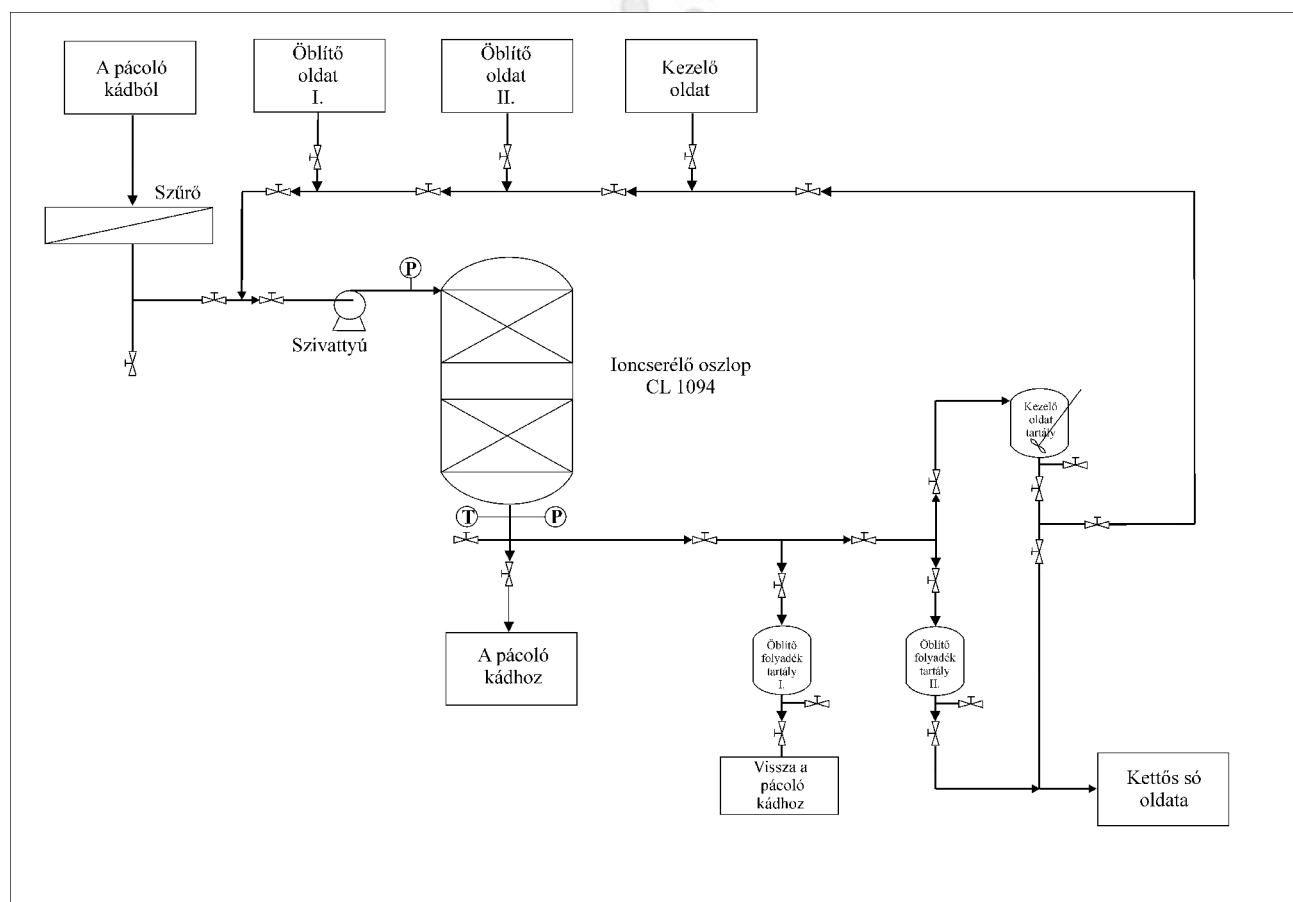 A pácoló
kádból
Öblítő
oldat
I.
Öblítő
oldat
II.
Kezelő
oldat
Szűrő
P
Szivattyú
Ioncserélő oszlop
CL 1094
Kezelő
oldat
tartály
T
P
A pácoló
kádhoz
Öblítő
folyadék
tartály
I.
Öblítő
folyadék
tartály
II.
Vissza a
pácoló
kádhoz
Kettős só
oldata